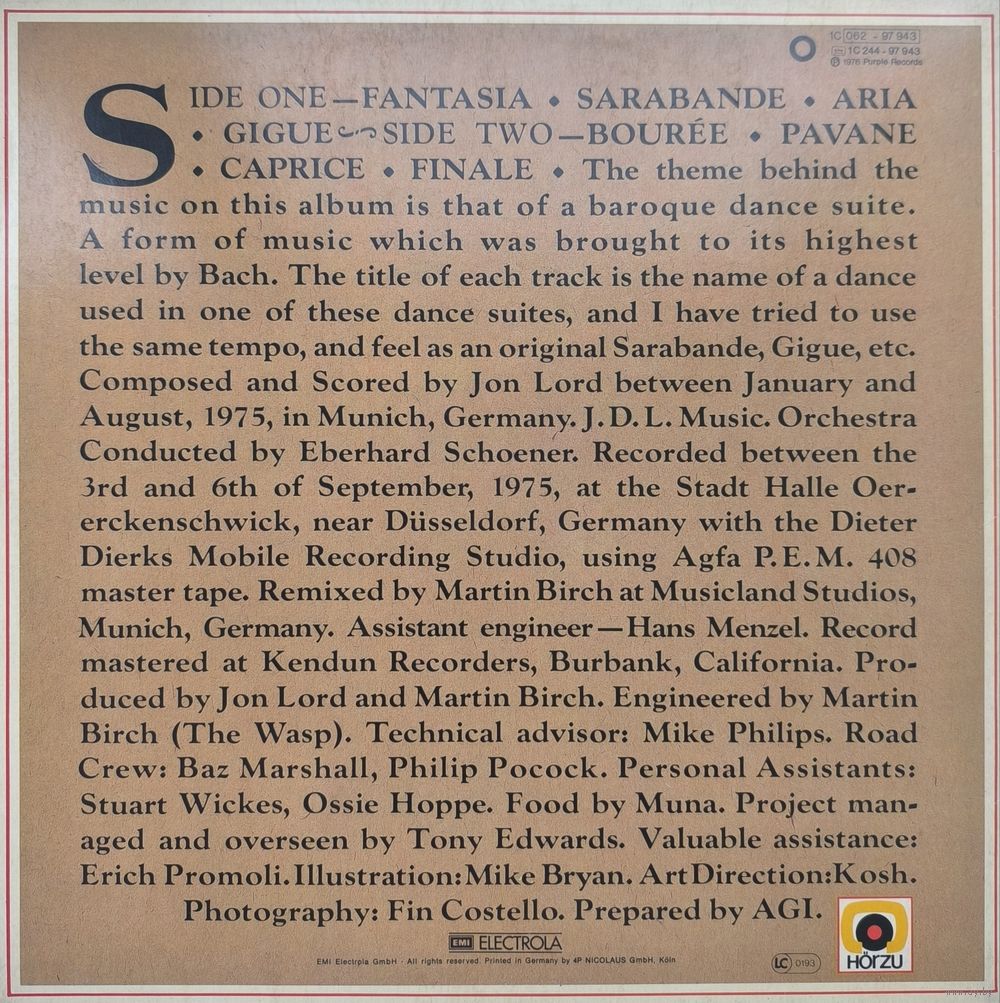 1C 062 - 97 943
1C 244 - 97 943
Ⓟ 1976 Purple Records
SIDE ONE—FANTASIA • SARABANDE • ARIA
• GIGUE SIDE TWO—BOURÉE • PAVANE
• CAPRICE • FINALE • The theme behind the
music on this album is that of a baroque dance suite.
A form of music which was brought to its highest
level by Bach. The title of each track is the name of a dance
used in one of these dance suites, and I have tried to use
the same tempo, and feel as an original Sarabande, Gigue, etc.
Composed and Scored by Jon Lord between January and
August, 1975, in Munich, Germany. J.D.L. Music. Orchestra
Conducted by Eberhard Schoener. Recorded between the
3rd and 6th of September, 1975, at the Stadt Halle Oer-
erckenschwick, near Düsseldorf, Germany with the Dieter
Dierks Mobile Recording Studio, using Agfa P.E.M. 408
master tape. Remixed by Martin Birch at Musicland Studios,
Munich, Germany. Assistant engineer—Hans Menzel. Record
mastered at Kendun Recorders, Burbank, California. Pro-
duced by Jon Lord and Martin Birch. Engineered by Martin
Birch (The Wasp). Technical advisor: Mike Philips. Road
Crew: Baz Marshall, Philip Pocock. Personal Assistants:
Stuart Wickes, Ossie Hoppe. Food by Muna. Project man-
aged and overseen by Tony Edwards. Valuable assistance:
Erich Promoli. Illustration: Mike Bryan. Art Direction: Kosh.
Photography: Fin Costello. Prepared by AGI.
EMI ELECTROLA
EMI Electrola GmbH · All rights reserved. Printed in Germany by 4P NICOLAUS GmbH, Köln
LC 0193
HÖRZU